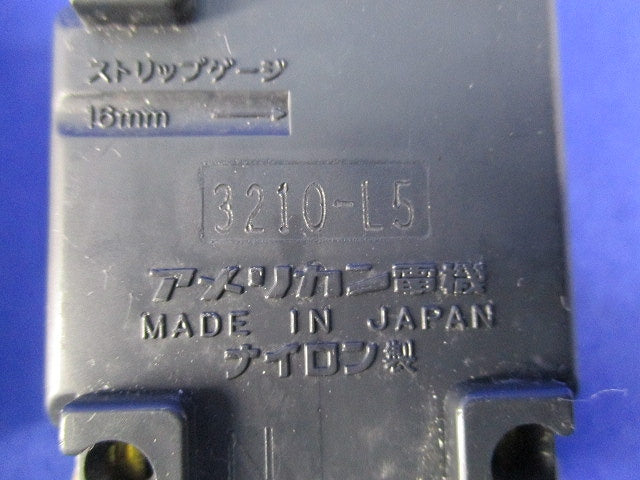 ストリップゲージ
16mm →
3210-L5
アメリカン電機
MADE IN JAPAN
ナイロン製
N